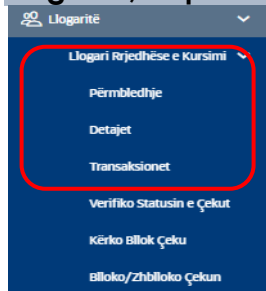 Llogaritë
Llogari Rrjedhëse e Kursimi
Përmbledhje
Detajet
Transaksionet
Verifiko Statusin e Çekut
Kërko Bllok Çeku
Blloko/Zhblloko Çekun